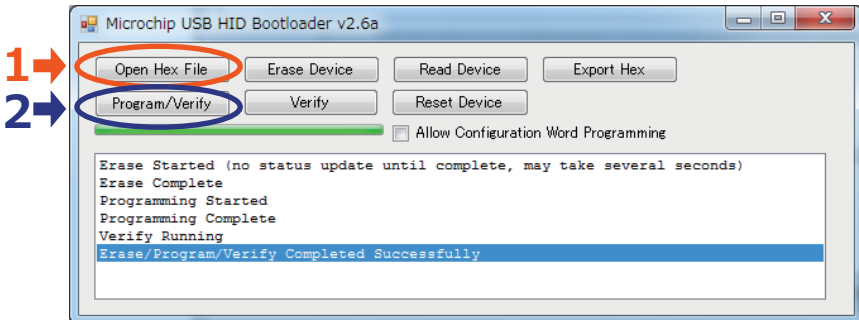 Microchip USB HID Bootloader v2.6a
1 Open Hex File Erase Device Read Device Export Hex
2 Program/Verify Verify Reset Device
Allow Configuration Word Programming
Erase Started (no status update until complete, may take several seconds)
Erase Complete
Programming Started
Programming Complete
Verify Running
Erase/Program/Verify Completed Successfully